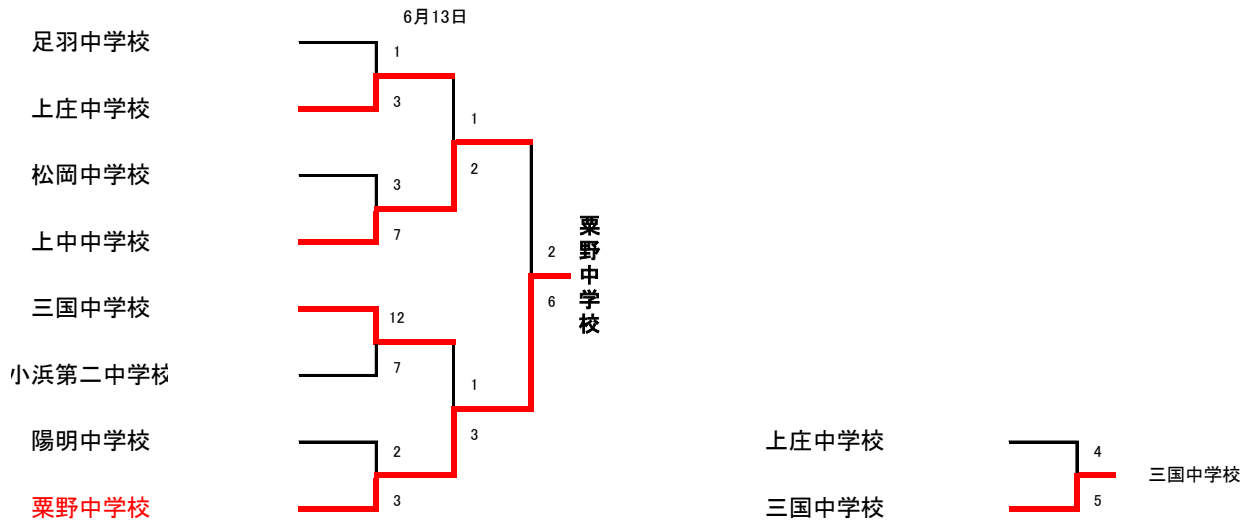 6月13日
足羽中学校
1
上庄中学校
3
1
松岡中学校
3
2
上中中学校
7
粟野中学校
2
6
三国中学校
12
小浜第二中学校
7
1
3
陽明中学校
2
粟野中学校
3
上庄中学校
4
三国中学校
5
三国中学校